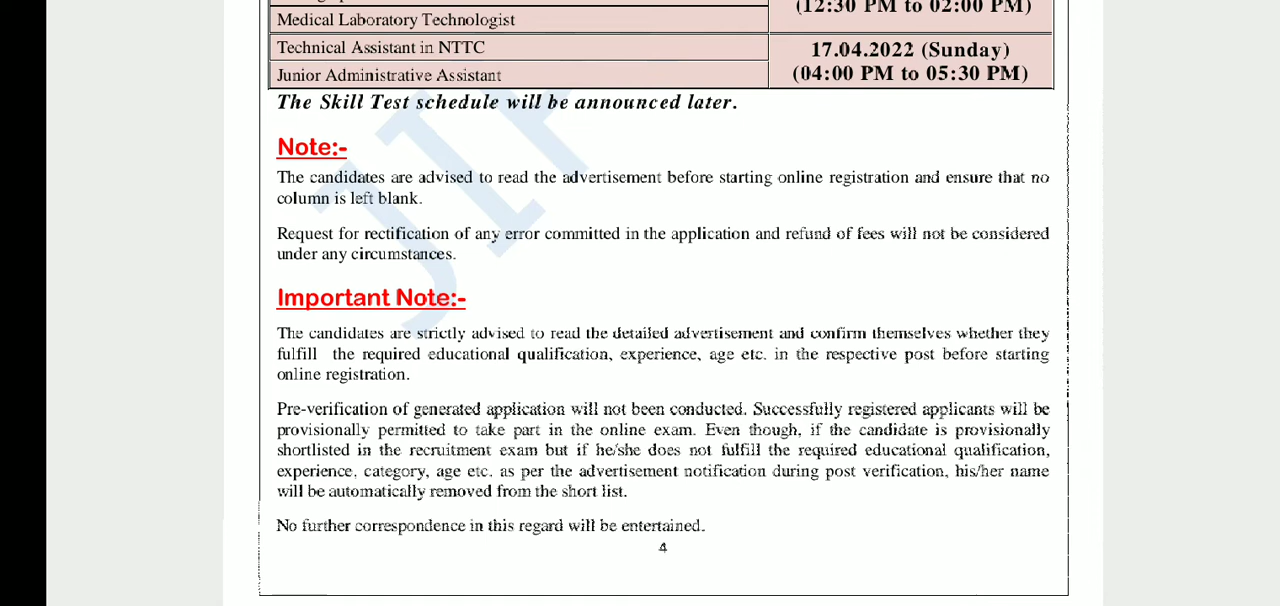 (12:30 PM to 02:00 PM)
Medical Laboratory Technologist
Technical Assistant in NTTC
17.04.2022 (Sunday)
Junior Administrative Assistant
(04:00 PM to 05:30 PM)
The Skill Test schedule will be announced later.
Note:-
The candidates are advised to read the advertisement before starting online registration and ensure that no
column is left blank.
Request for rectification of any error committed in the application and refund of fees will not be considered
under any circumstances.
Important Note:-
The candidates are strictly advised to read the detailed advertisement and confirm themselves whether they
fulfill the required educational qualification, experience, age etc. in the respective post before starting
online registration.
Pre-verification of generated application will not been conducted. Successfully registered applicants will be
provisionally permitted to take part in the online exam. Even though, if the candidate is provisionally
shortlisted in the recruitment exam but if he/she does not fulfill the required educational qualification,
experience, category, age etc. as per the advertisement notification during post verification, his/her name
will be automatically removed from the short list.
No further correspondence in this regard will be entertained.
4